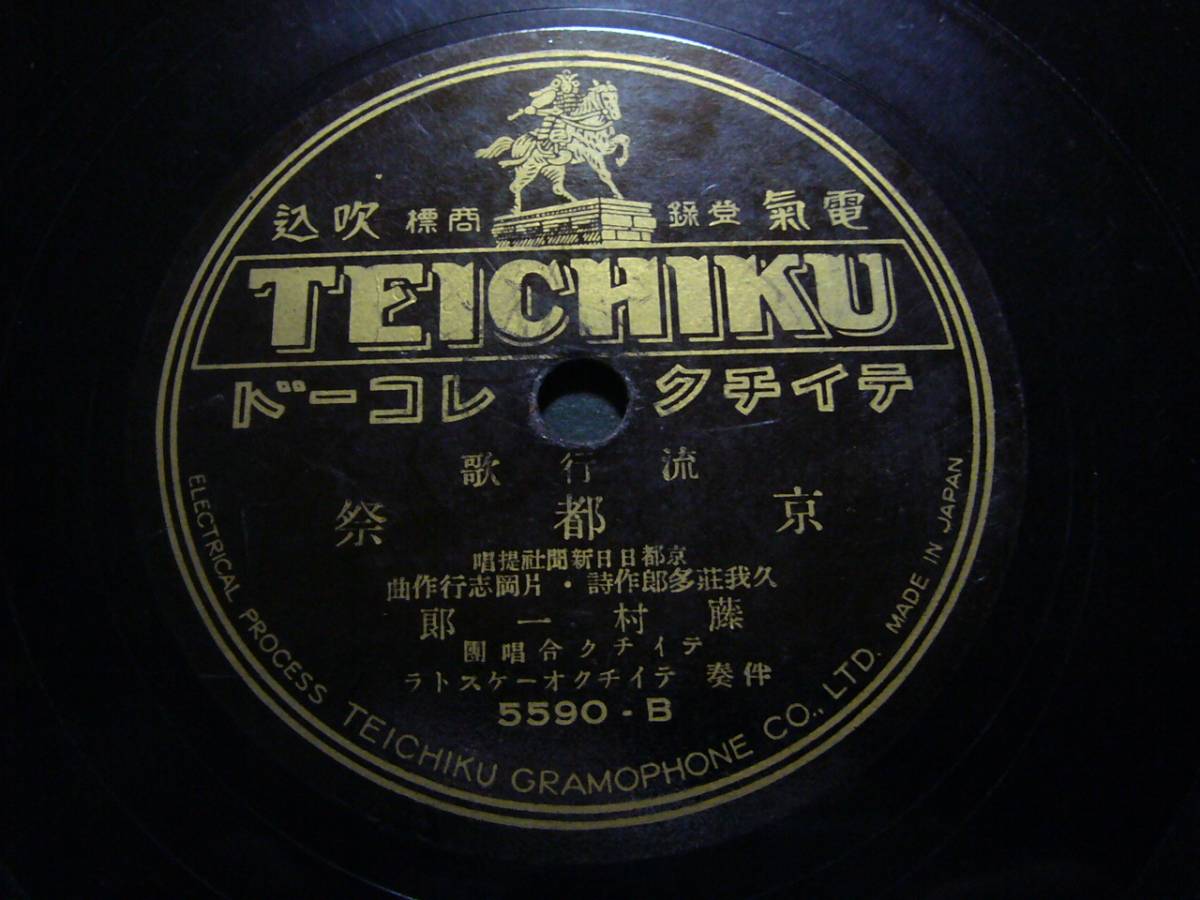 電氣 登錄 商標 吹込
TEICHIKU
テイチク レコード
流行歌
京都祭
京都日日新聞社提唱
久我莊多郎作詩・片岡志行作曲
藤村一郎
テイチク合唱團
伴奏 テイチクオーケストラ
5590 - B
ELECTRICAL PROCESS TEICHIKU GRAMOPHONE CO., LTD. MADE IN JAPAN